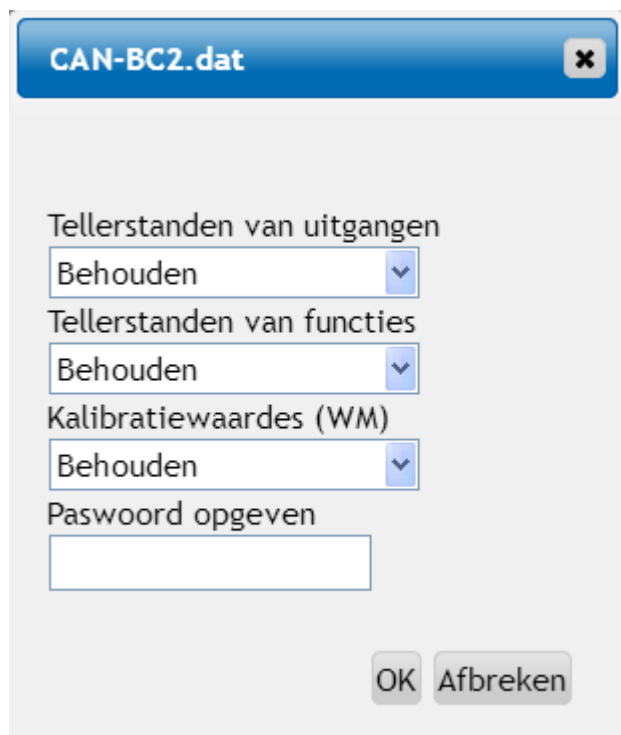 CAN-BC2.dat
Tellerstanden van uitgangen
Behouden
Tellerstanden van functies
Behouden
Kalibratiewaardes (WM)
Behouden
Paswoord opgeven
OK Afbreken